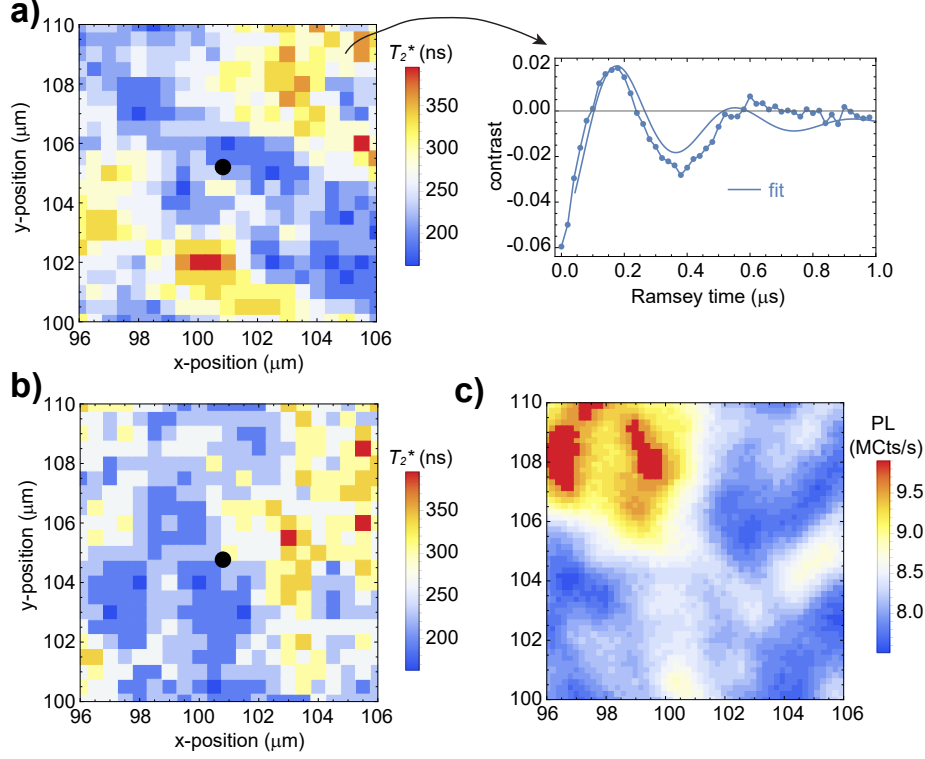 a)
T2* (ns)
110
108
106
104
102
100
96 98 100 102 104 106
y-position (μm)
x-position (μm)
350
300
250
200
0.02
0.00
-0.02
-0.04
-0.06
0.0 0.2 0.4 0.6 0.8 1.0
contrast
Ramsey time (μs)
fit
b)
T2* (ns)
110
108
106
104
102
100
96 98 100 102 104 106
y-position (μm)
x-position (μm)
350
300
250
200
c)
110
108
106
104
102
100
96 98 100 102 104 106
PL
(MCts/s)
9.5
9.0
8.5
8.0